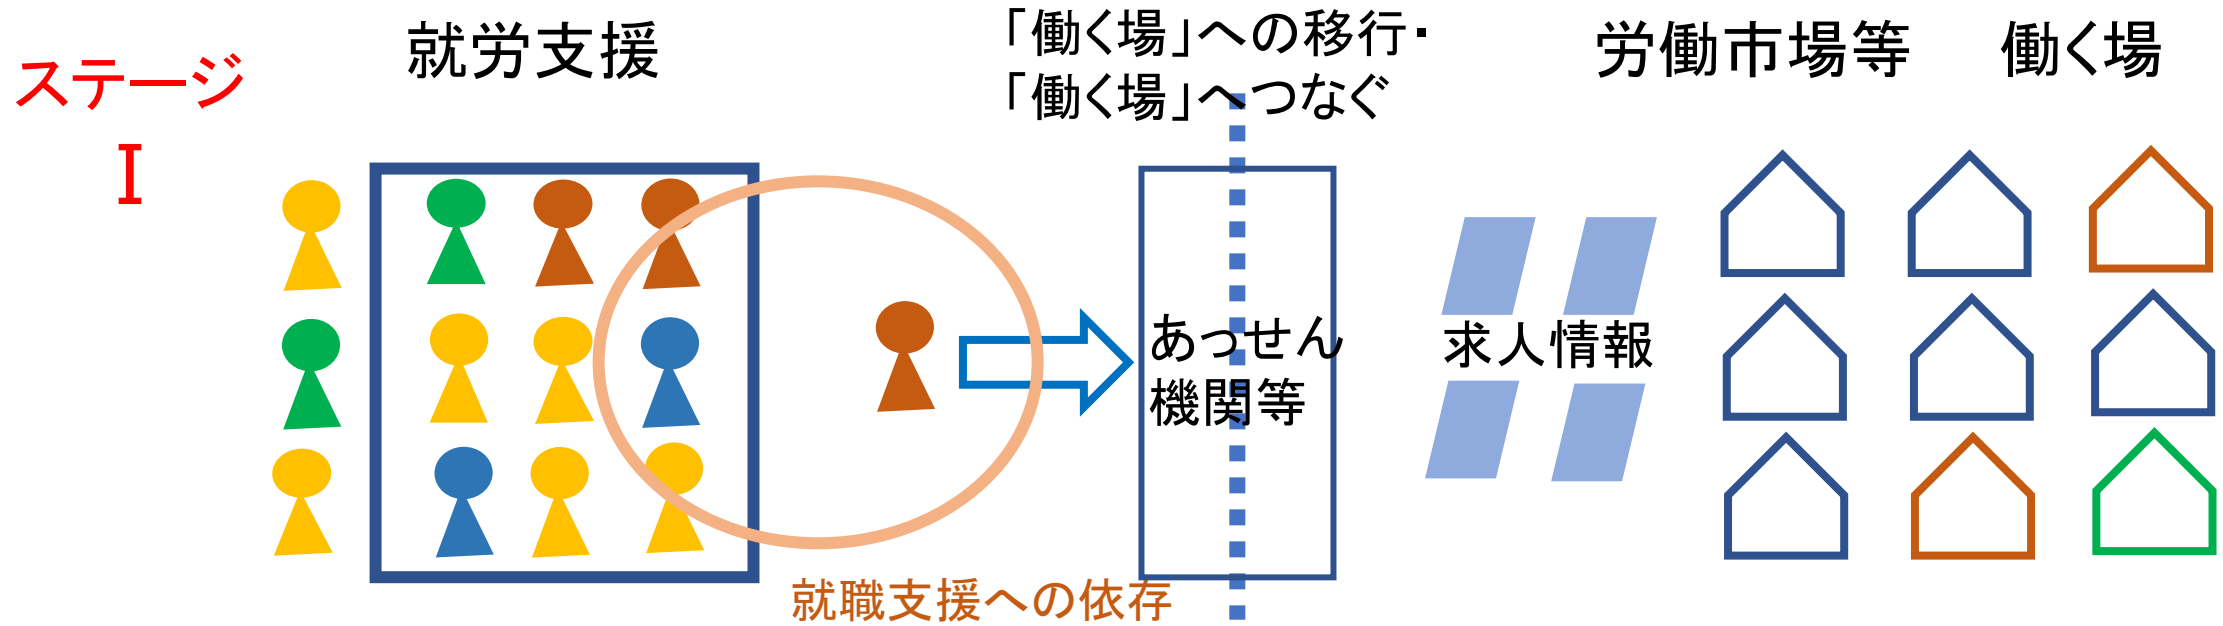 ステージ
Ⅰ
就労支援
「働く場」への移行・
「働く場」へつなぐ
労働市場等
働く場
あっせん
機関等
求人情報
就職支援への依存